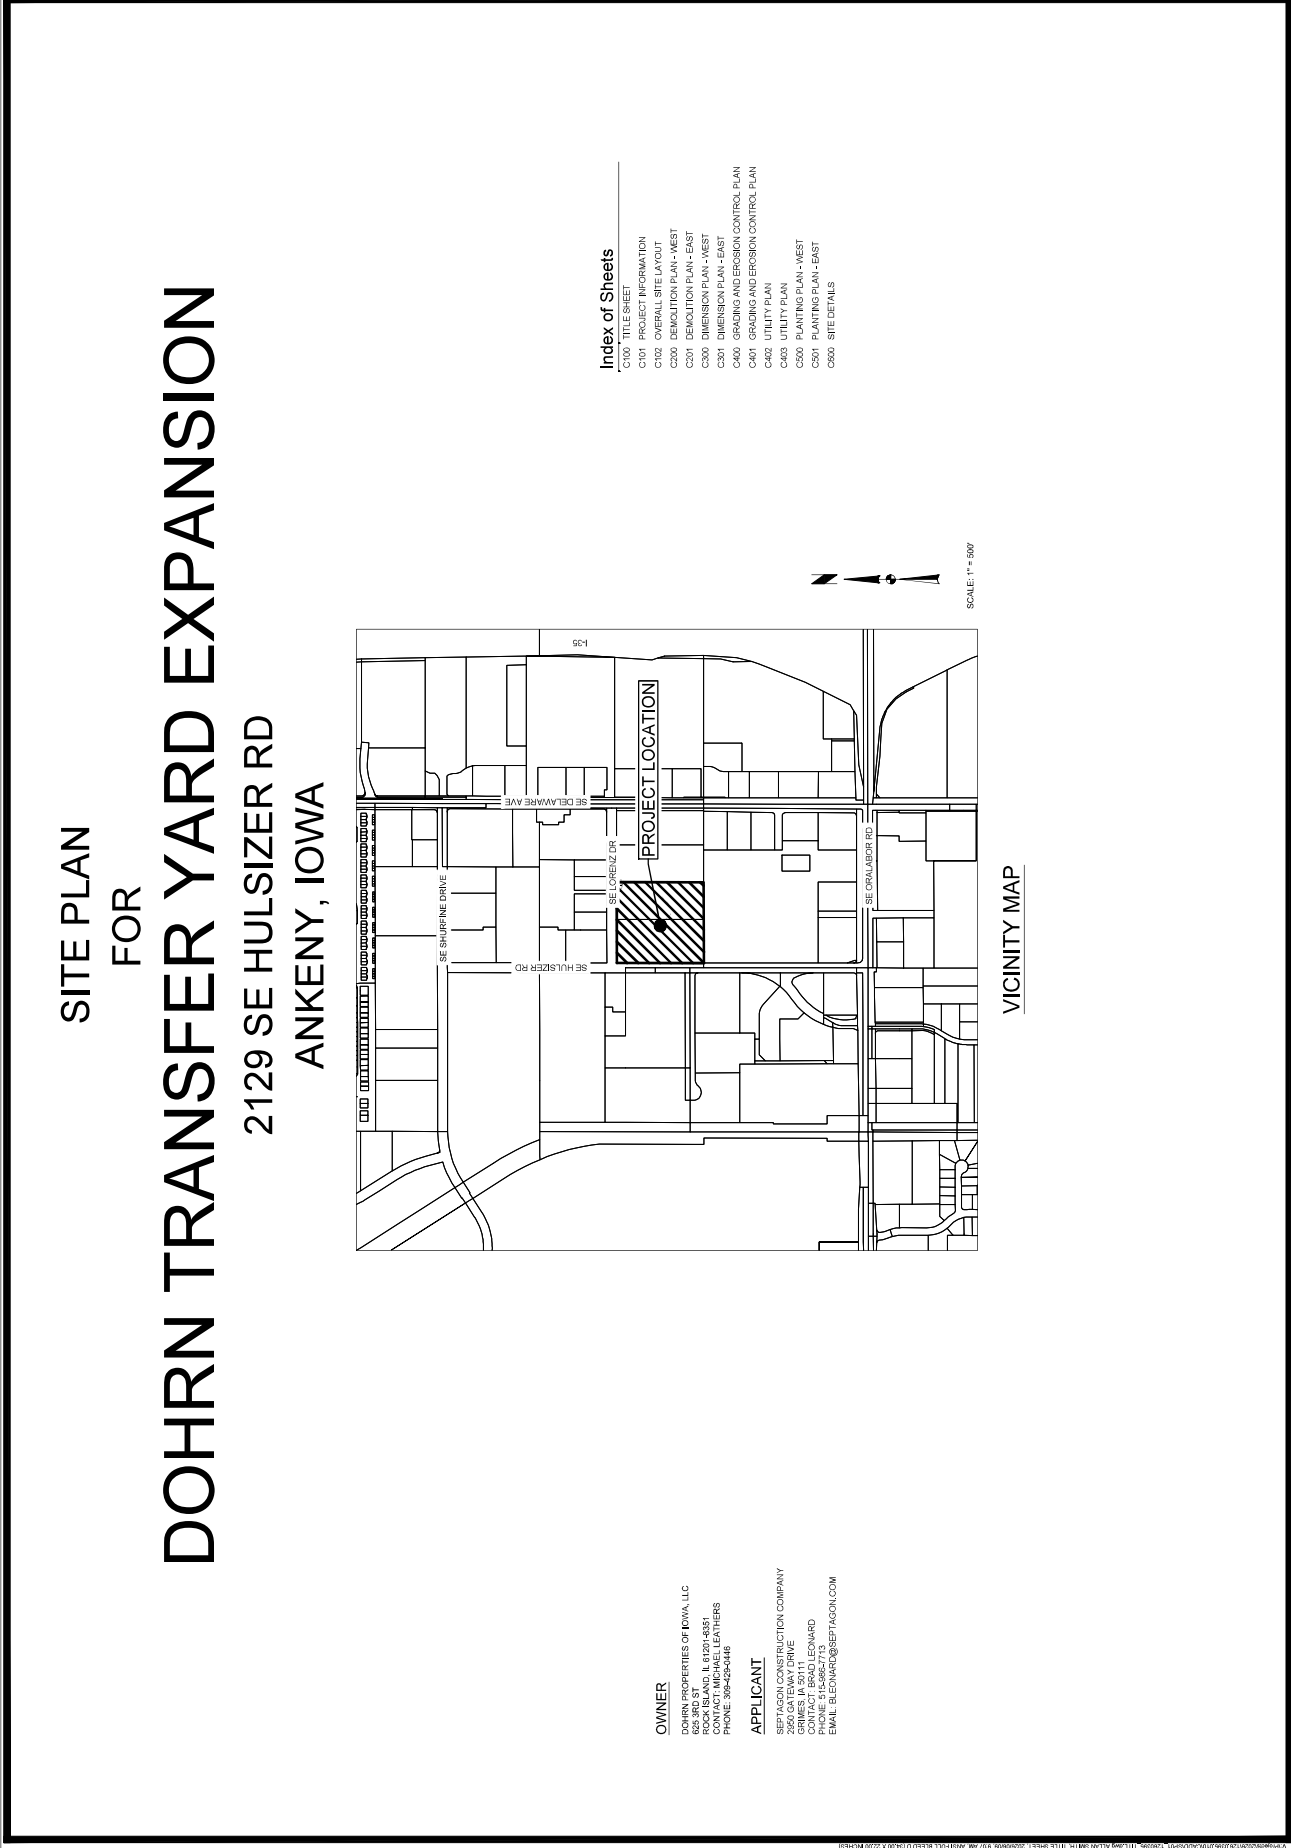 SITE PLAN
FOR
DOHRN TRANSFER YARD EXPANSION
2129 SE HULSIZER RD
ANKENY, IOWA
Index of Sheets
C100 TITLE SHEET
C101 PROJECT INFORMATION
C102 OVERALL SITE LAYOUT
C200 DEMOLITION PLAN - WEST
C201 DEMOLITION PLAN - EAST
C300 DIMENSION PLAN - WEST
C301 DIMENSION PLAN - EAST
C400 GRADING AND EROSION CONTROL PLAN
C401 GRADING AND EROSION CONTROL PLAN
C402 UTILITY PLAN
C403 UTILITY PLAN
C500 PLANTING PLAN - WEST
C501 PLANTING PLAN - EAST
C600 SITE DETAILS
SE SHURFINE DRIVE
SE DELAWARE AVE
I-35
SE HULSIZER RD
SE LORENZ DR
PROJECT LOCATION
SE ORALABOR RD
N
SCALE: 1" = 500'
VICINITY MAP
OWNER
DOHRN PROPERTIES OF IOWA, LLC
625 3RD ST
ROCK ISLAND, IL 61201-8351
CONTACT: MICHAEL LEATHERS
PHONE: 309-429-0446
APPLICANT
SEPTAGON CONSTRUCTION COMPANY
2950 GATEWAY DRIVE
GRIMES, IA 50111
CONTACT: BRAD LEONARD
PHONE: 515-986-7713
EMAIL: BLEONARD@SEPTAGON.COM